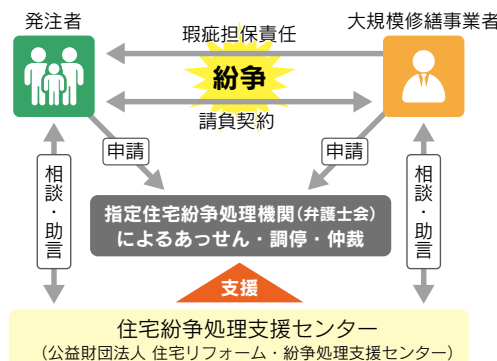 発注者
大規模修繕事業者
瑕疵担保責任
紛争
請負契約
申請
申請
相談・助言
相談・助言
指定住宅紛争処理機関(弁護士会)
によるあっせん・調停・仲裁
支援
住宅紛争処理支援センター
(公益財団法人 住宅リフォーム・紛争処理支援センター)